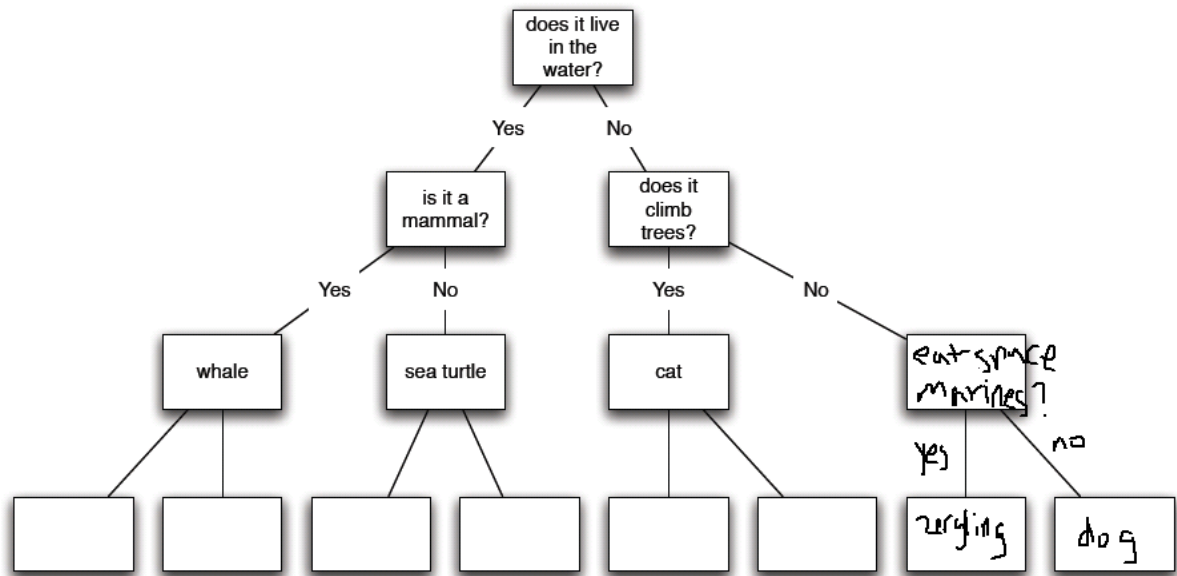 does it live
in the
water?
Yes
No
is it a
mammal?
does it
climb
trees?
Yes
No
Yes
No
whale
sea turtle
cat
eat space
marines?
yes
no
zergling
dog